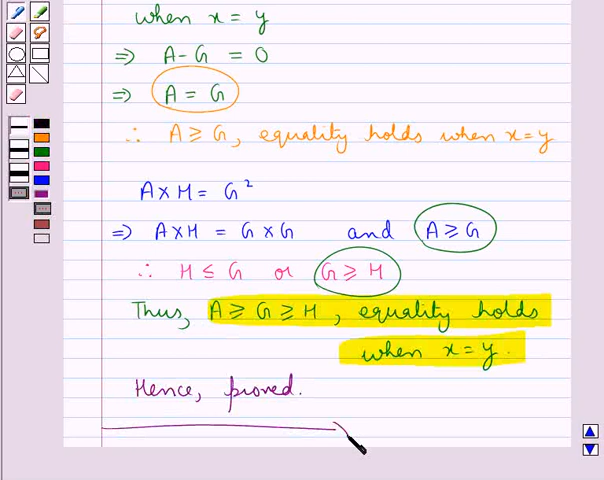 when x = y
⇒ A - G = 0
⇒ A = G
∴ A ≥ G, equality holds when x=y
A × H = G²
⇒ A × H = G × G and A ≥ G
∴ H ≤ G or G ≥ H
Thus, A ≥ G ≥ H, equality holds
when x = y.
Hence, proved.